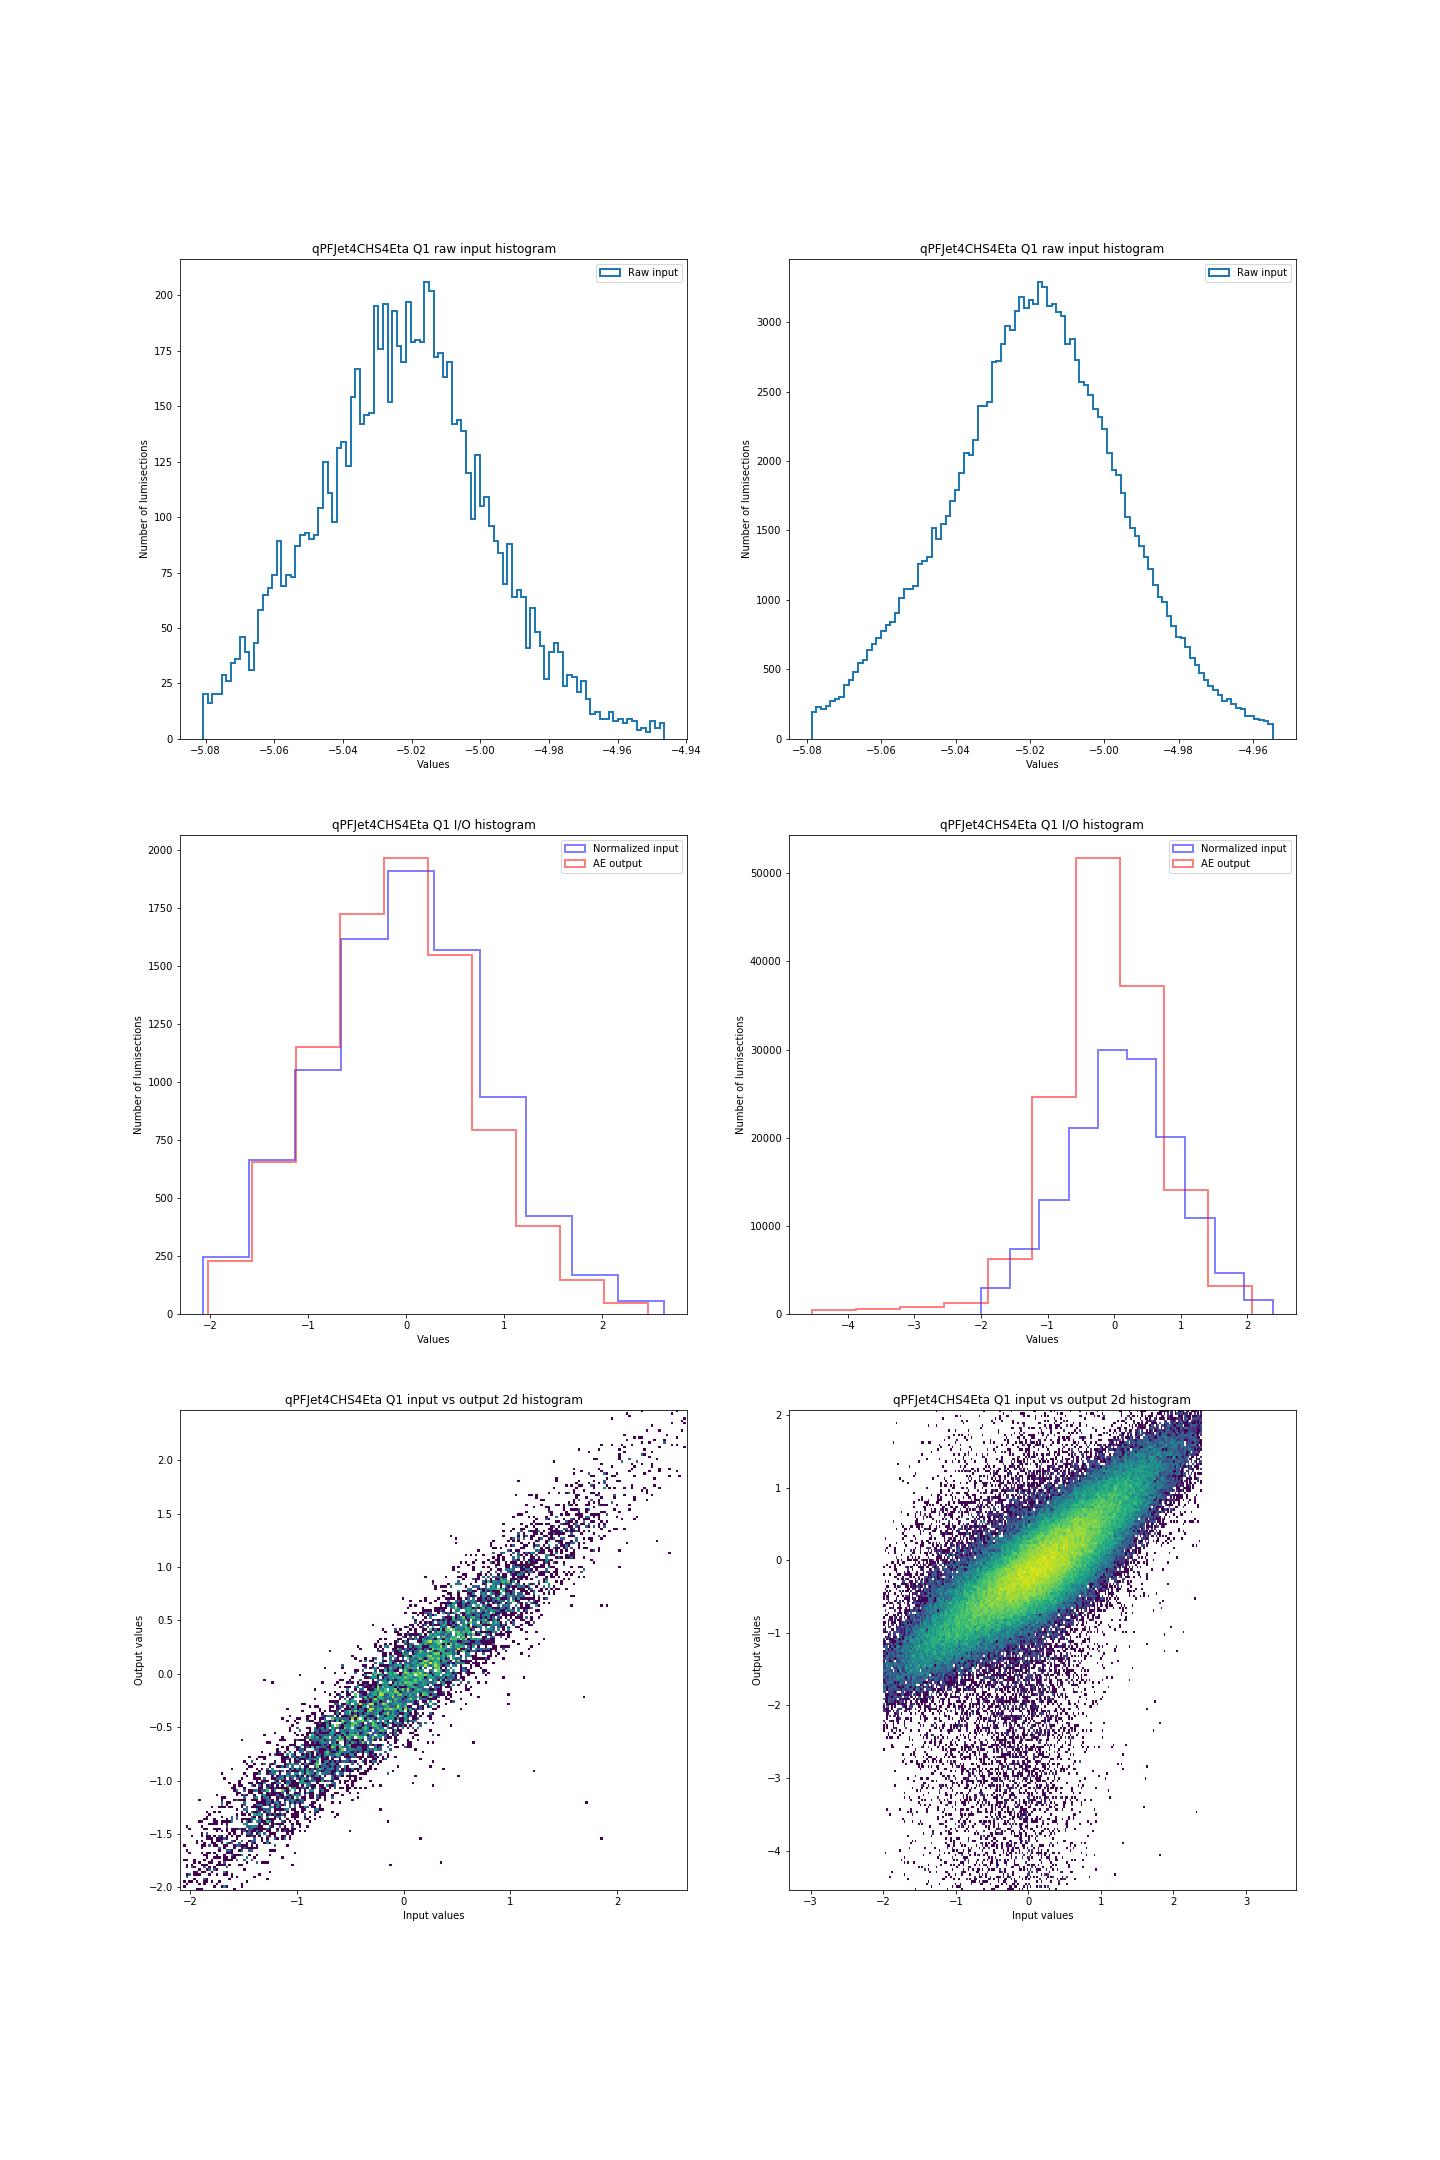 qPFJet4CHS4Eta Q1 raw input histogram
Raw input
200
175
150
125
100
75
50
25
0
Number of lumisections
−5.08 −5.06 −5.04 −5.02 −5.00 −4.98 −4.96 −4.94
Values
qPFJet4CHS4Eta Q1 raw input histogram
Raw input
3000
2500
2000
1500
1000
500
0
Number of lumisections
−5.08 −5.06 −5.04 −5.02 −5.00 −4.98 −4.96
Values
qPFJet4CHS4Eta Q1 I/O histogram
Normalized input
AE output
2000
1750
1500
1250
1000
750
500
250
0
Number of lumisections
−2 −1 0 1 2
Values
qPFJet4CHS4Eta Q1 I/O histogram
Normalized input
AE output
50000
40000
30000
20000
10000
0
Number of lumisections
−4 −3 −2 −1 0 1 2
Values
qPFJet4CHS4Eta Q1 input vs output 2d histogram
2.0
1.5
1.0
0.5
0.0
−0.5
−1.0
−1.5
−2.0
Output values
−2 −1 0 1 2
Input values
qPFJet4CHS4Eta Q1 input vs output 2d histogram
2
1
0
−1
−2
−3
−4
Output values
−3 −2 −1 0 1 2 3
Input values